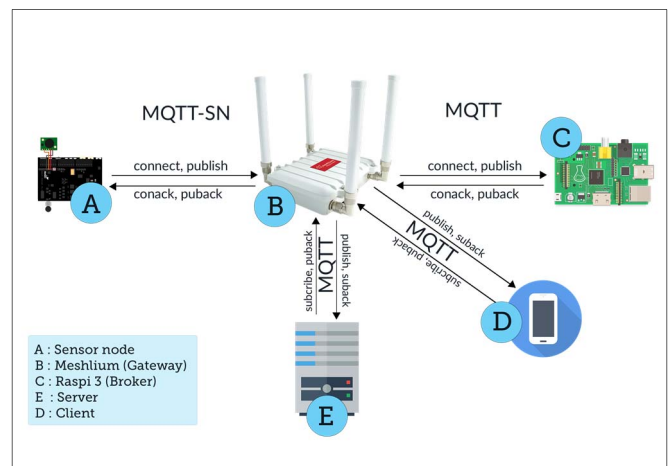 MQTT-SN
MQTT
C
connect, publish
connect, publish
conack, puback
conack, puback
A
B
publish, suback
MQTT
subcribe, puback
subcribe, puback
MQTT
publish, suback
D
A : Sensor node
B : Meshlium (Gateway)
C : Raspi 3 (Broker)
E : Server
D : Client
E